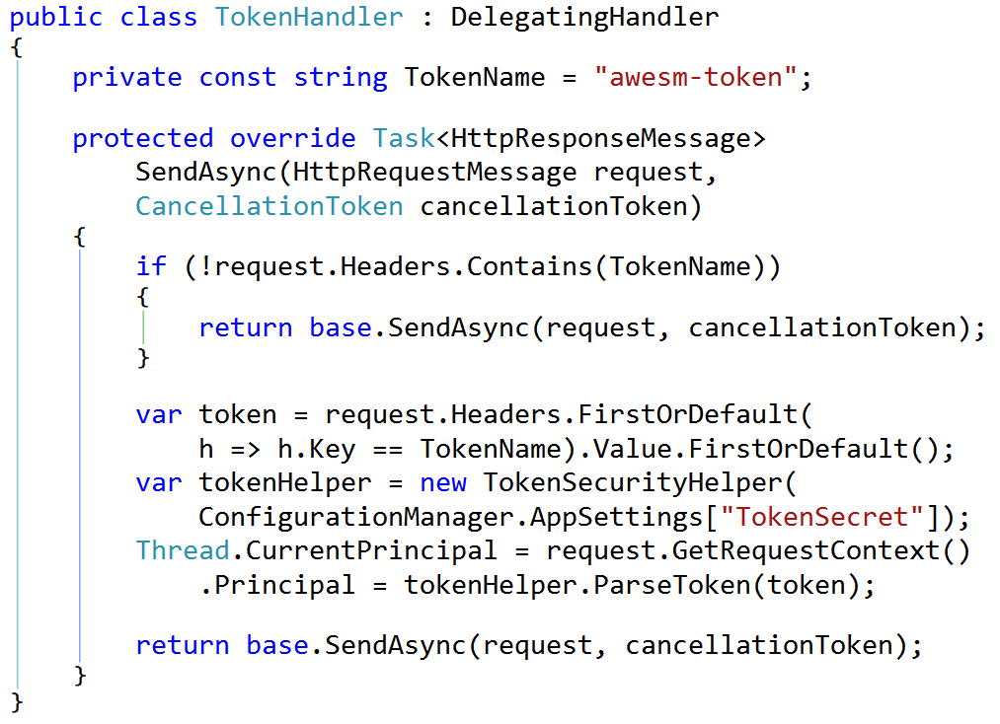 public class TokenHandler : DelegatingHandler
{
    private const string TokenName = "awesm-token";

    protected override Task<HttpResponseMessage>
        SendAsync(HttpRequestMessage request,
        CancellationToken cancellationToken)
    {
        if (!request.Headers.Contains(TokenName))
        {
            return base.SendAsync(request, cancellationToken);
        }

        var token = request.Headers.FirstOrDefault(
            h => h.Key == TokenName).Value.FirstOrDefault();
        var tokenHelper = new TokenSecurityHelper(
            ConfigurationManager.AppSettings["TokenSecret"]);
        Thread.CurrentPrincipal = request.GetRequestContext()
            .Principal = tokenHelper.ParseToken(token);

        return base.SendAsync(request, cancellationToken);
    }
}